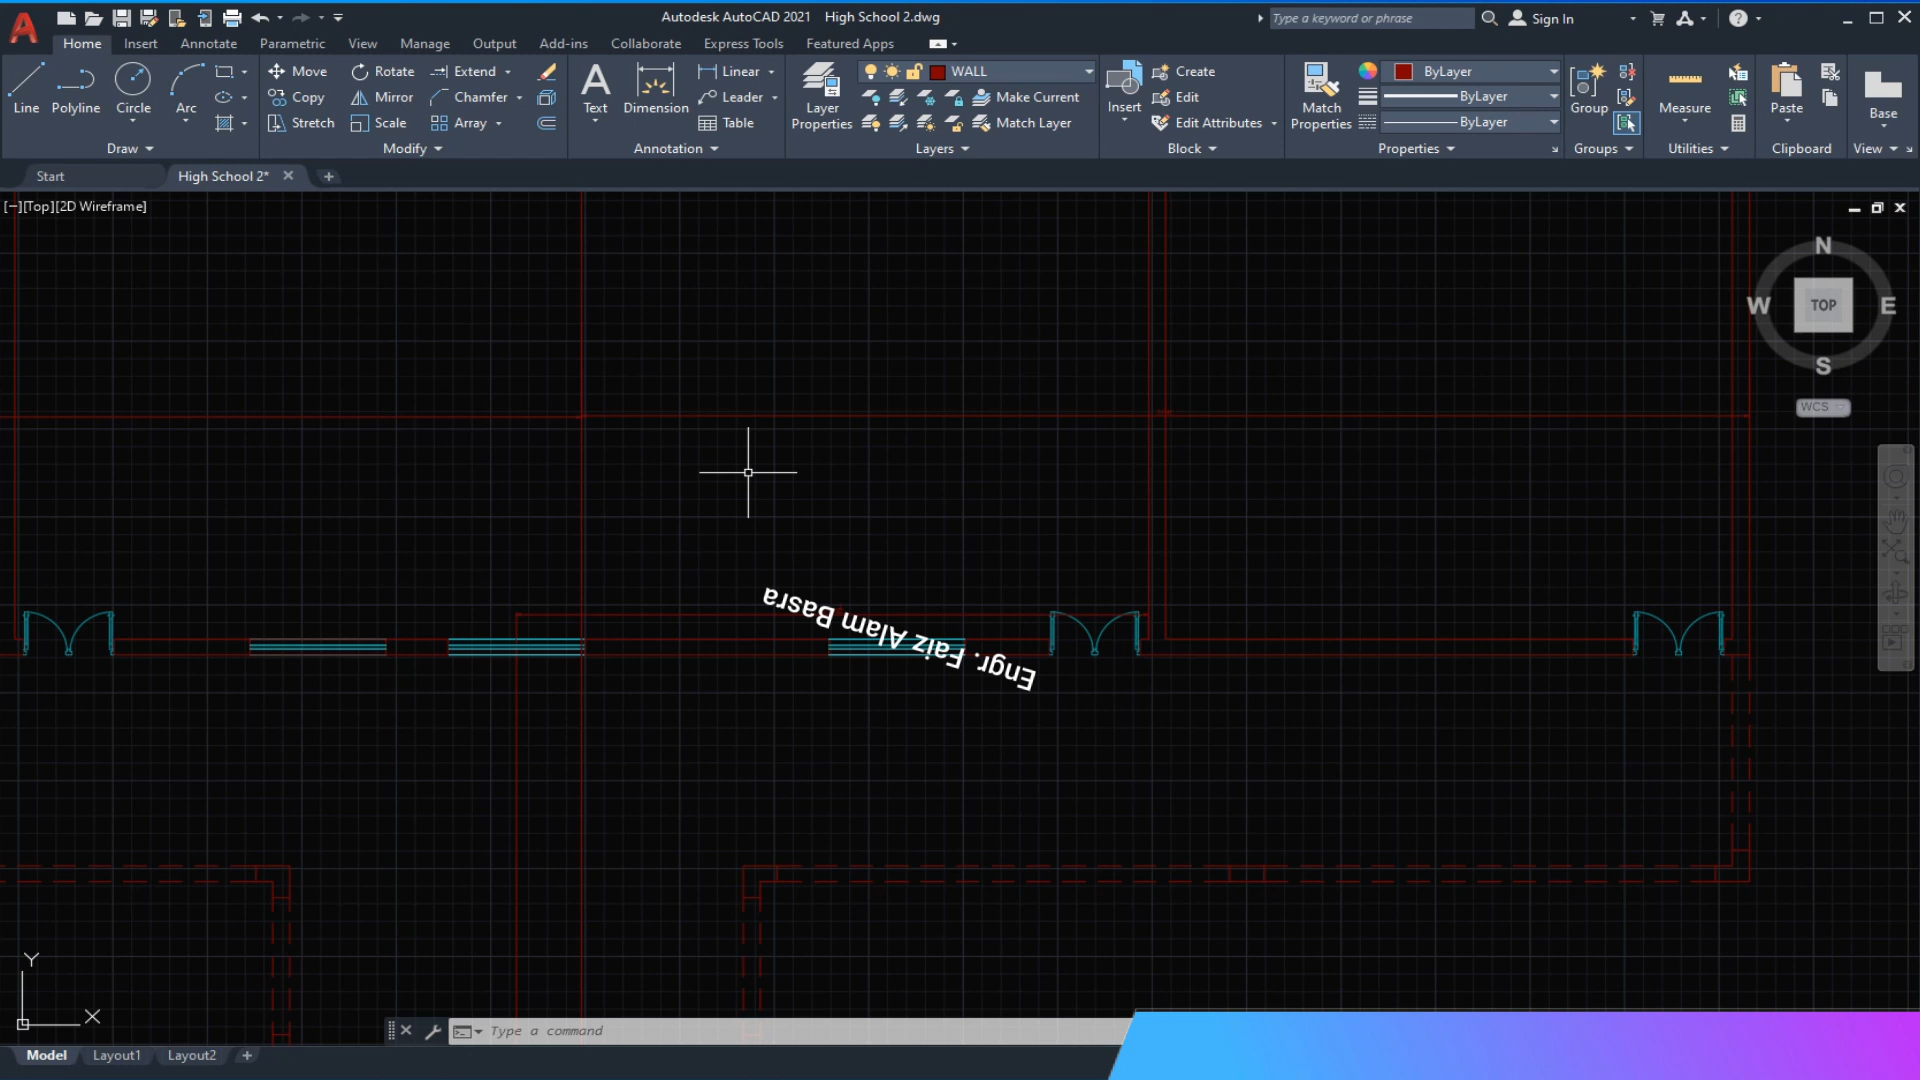 Autodesk AutoCAD 2021 High School 2.dwg
Type a keyword or phrase
Sign In
Home Insert Annotate Parametric View Manage Output Add-ins Collaborate Express Tools Featured Apps
Line Polyline Circle Arc
Draw
Move Rotate Extend
Copy Mirror Chamfer
Stretch Scale Array
Modify
Text Dimension
Linear
Leader
Table
Annotation
Layer Properties
WALL
Make Current
Match Layer
Layers
Insert
Create
Edit
Edit Attributes
Block
Match Properties
ByLayer
ByLayer
ByLayer
Properties
Group
Groups
Measure
Utilities
Paste
Clipboard
Base
View
Start High School 2*
[−][Top][2D Wireframe]
N
W TOP E
S
WCS
Engr. Faiz Alam Basra
Y
X
Type a command
Model Layout1 Layout2